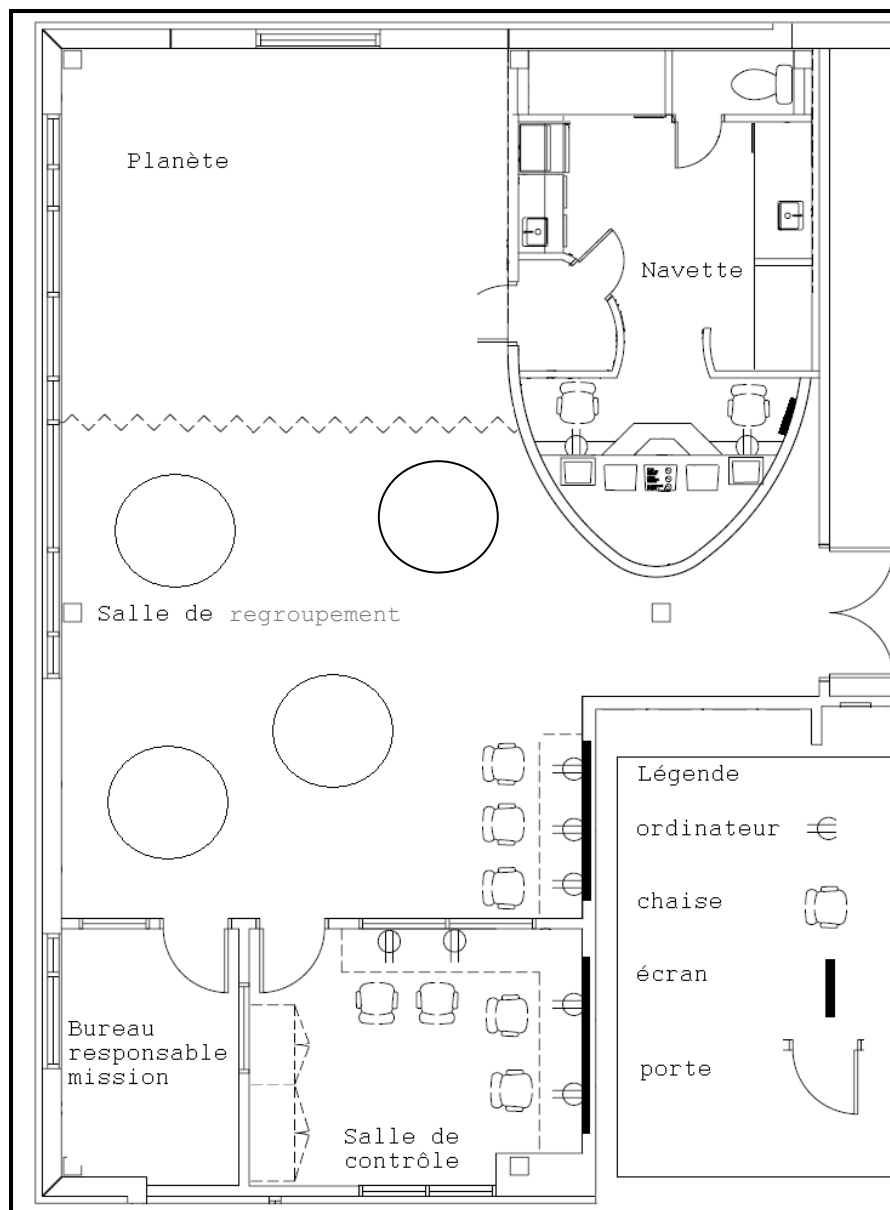 Planète
Navette
Salle de regroupement
Légende
ordinateur
chaise
écran
porte
Bureau
responsable
mission
Salle de
contrôle